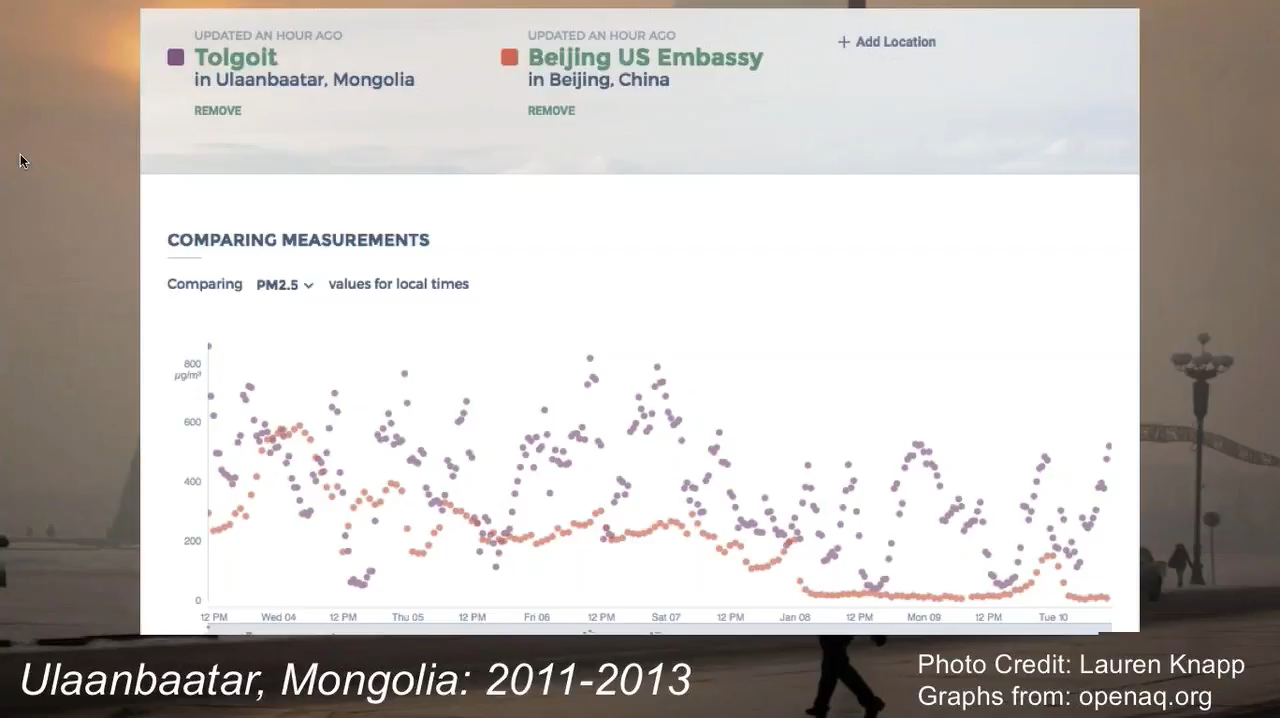 UPDATED AN HOUR AGO
Tolgoit
in Ulaanbaatar, Mongolia
REMOVE
UPDATED AN HOUR AGO
Beijing US Embassy
in Beijing, China
REMOVE
+ Add Location
COMPARING MEASUREMENTS
Comparing PM2.5 values for local times
800
µg/m³
600
400
200
0
12 PM Wed 04 12 PM Thu 05 12 PM Fri 06 12 PM Sat 07 12 PM Jan 08 12 PM Mon 09 12 PM Tue 10
Ulaanbaatar, Mongolia: 2011-2013
Photo Credit: Lauren Knapp
Graphs from: openaq.org